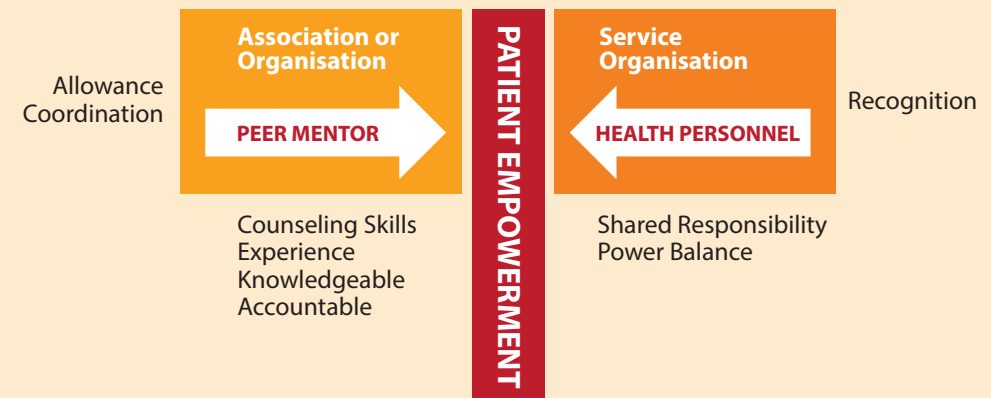 Allowance
Coordination
Association or
Organisation
PEER MENTOR
Counseling Skills
Experience
Knowledgeable
Accountable
PATIENT EMPOWERMENT
Service
Organisation
HEALTH PERSONNEL
Shared Responsibility
Power Balance
Recognition